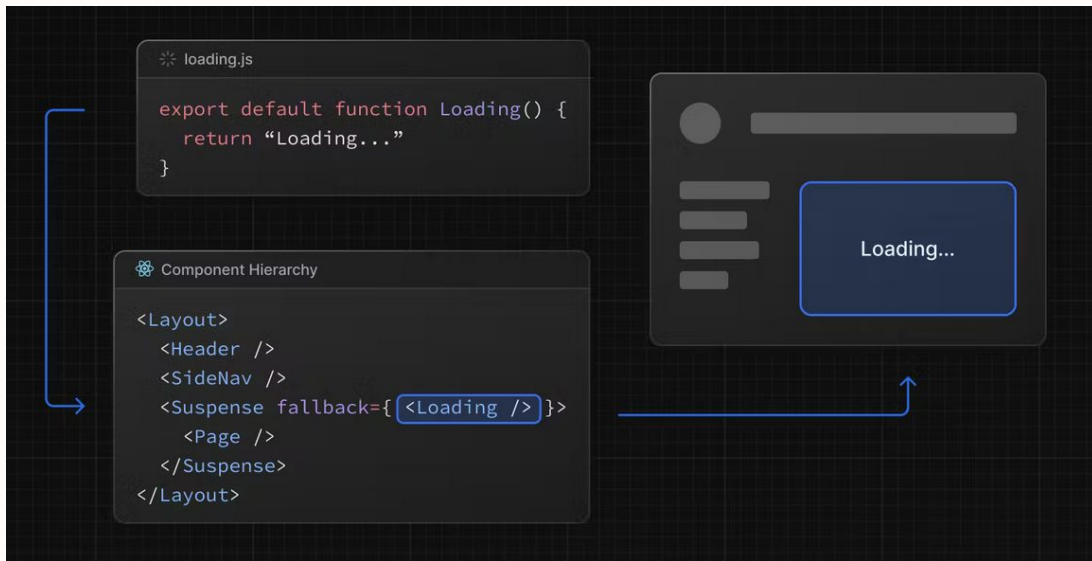 loading.js
export default function Loading() {
return “Loading...”
}
Component Hierarchy
<Layout>
<Header />
<SideNav />
<Suspense fallback={ <Loading /> }>
<Page />
</Suspense>
</Layout>
Loading...